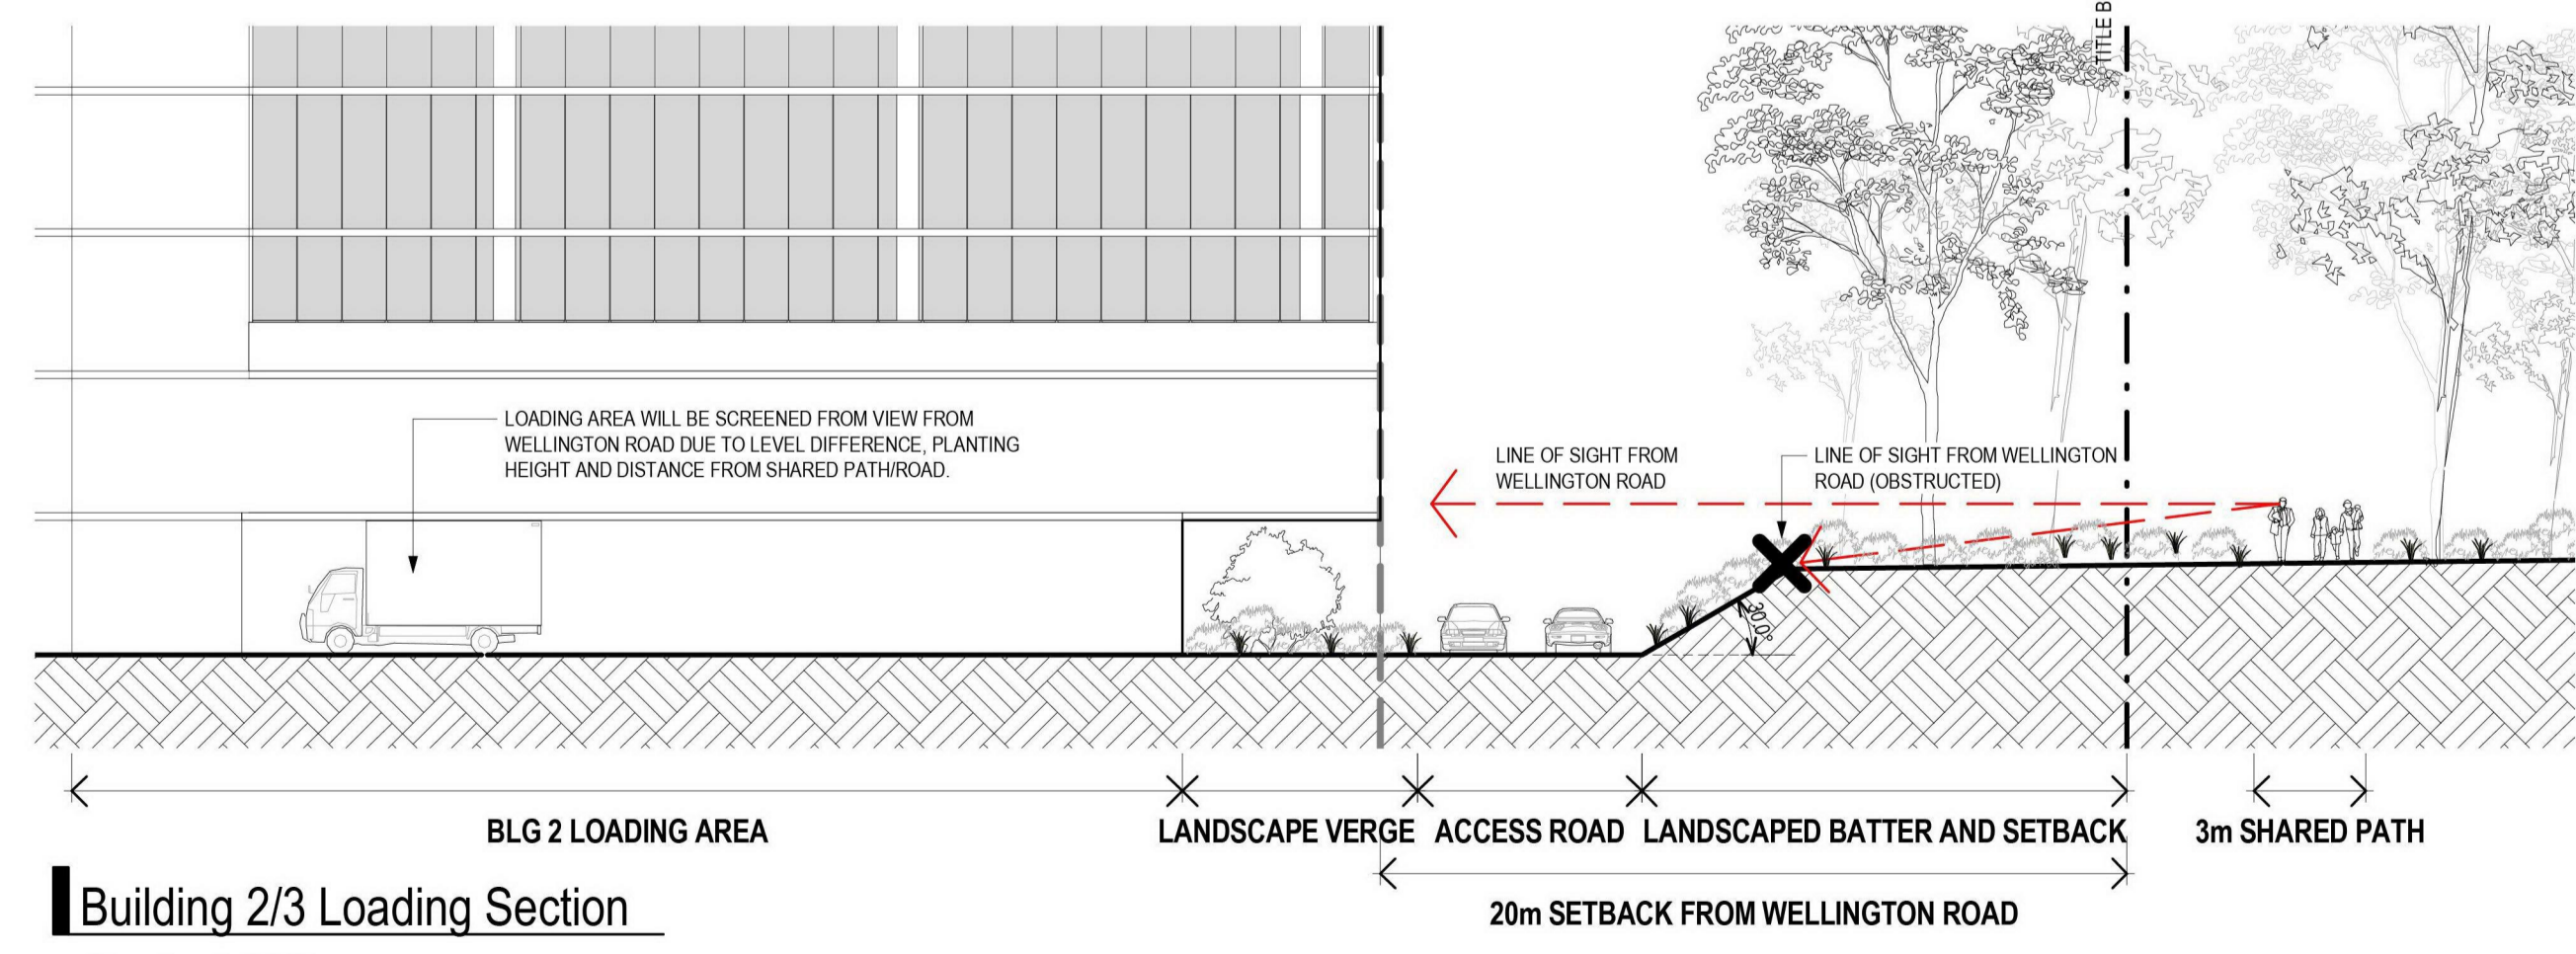 TITLE B
LOADING AREA WILL BE SCREENED FROM VIEW FROM
WELLINGTON ROAD DUE TO LEVEL DIFFERENCE, PLANTING
HEIGHT AND DISTANCE FROM SHARED PATH/ROAD.
LINE OF SIGHT FROM
WELLINGTON ROAD
LINE OF SIGHT FROM WELLINGTON
ROAD (OBSTRUCTED)
30.0°
BLG 2 LOADING AREA
LANDSCAPE VERGE
ACCESS ROAD
LANDSCAPED BATTER AND SETBACK
3m SHARED PATH
20m SETBACK FROM WELLINGTON ROAD
Building 2/3 Loading Section